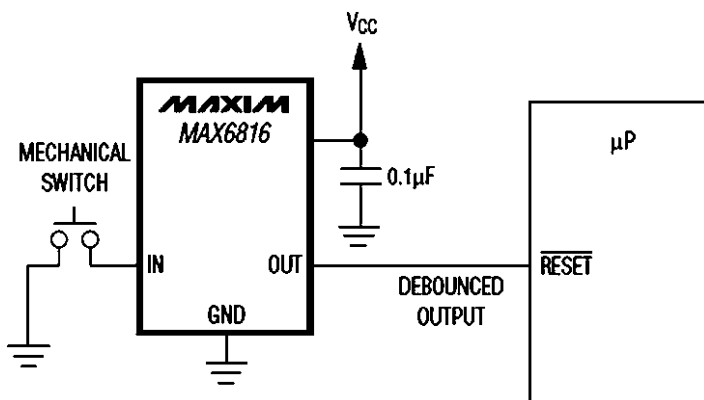 VCC
MAXIM
MAX6816
µP
MECHANICAL
SWITCH
0.1µF
IN
OUT
RESET
DEBOUNCED
OUTPUT
GND